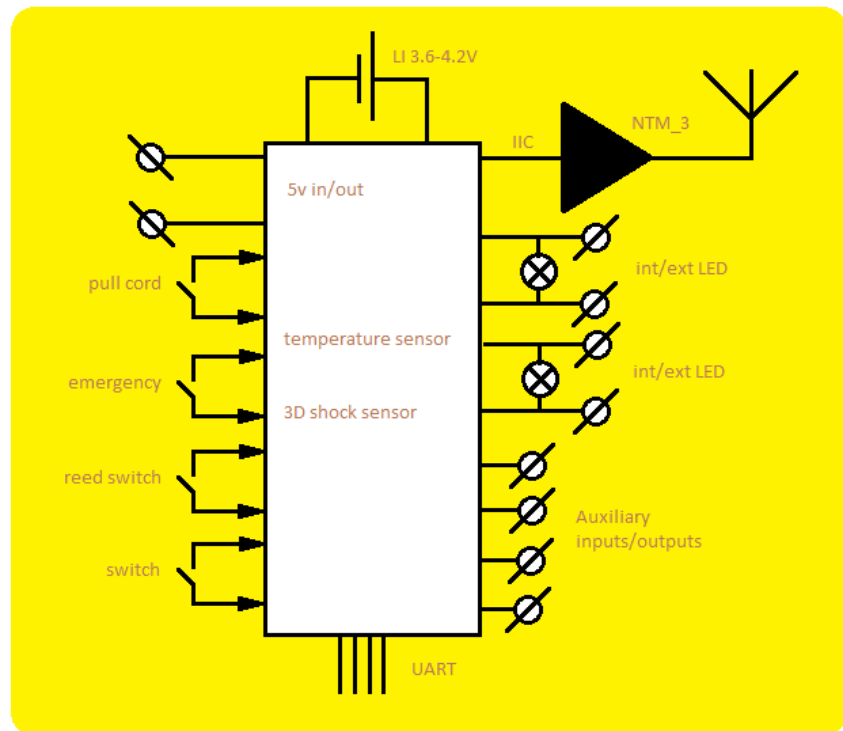 LI 3.6-4.2V
NTM_3
IIC
5v in/out
int/ext LED
pull cord
temperature sensor
int/ext LED
emergency
3D shock sensor
reed switch
Auxiliary
inputs/outputs
switch
UART